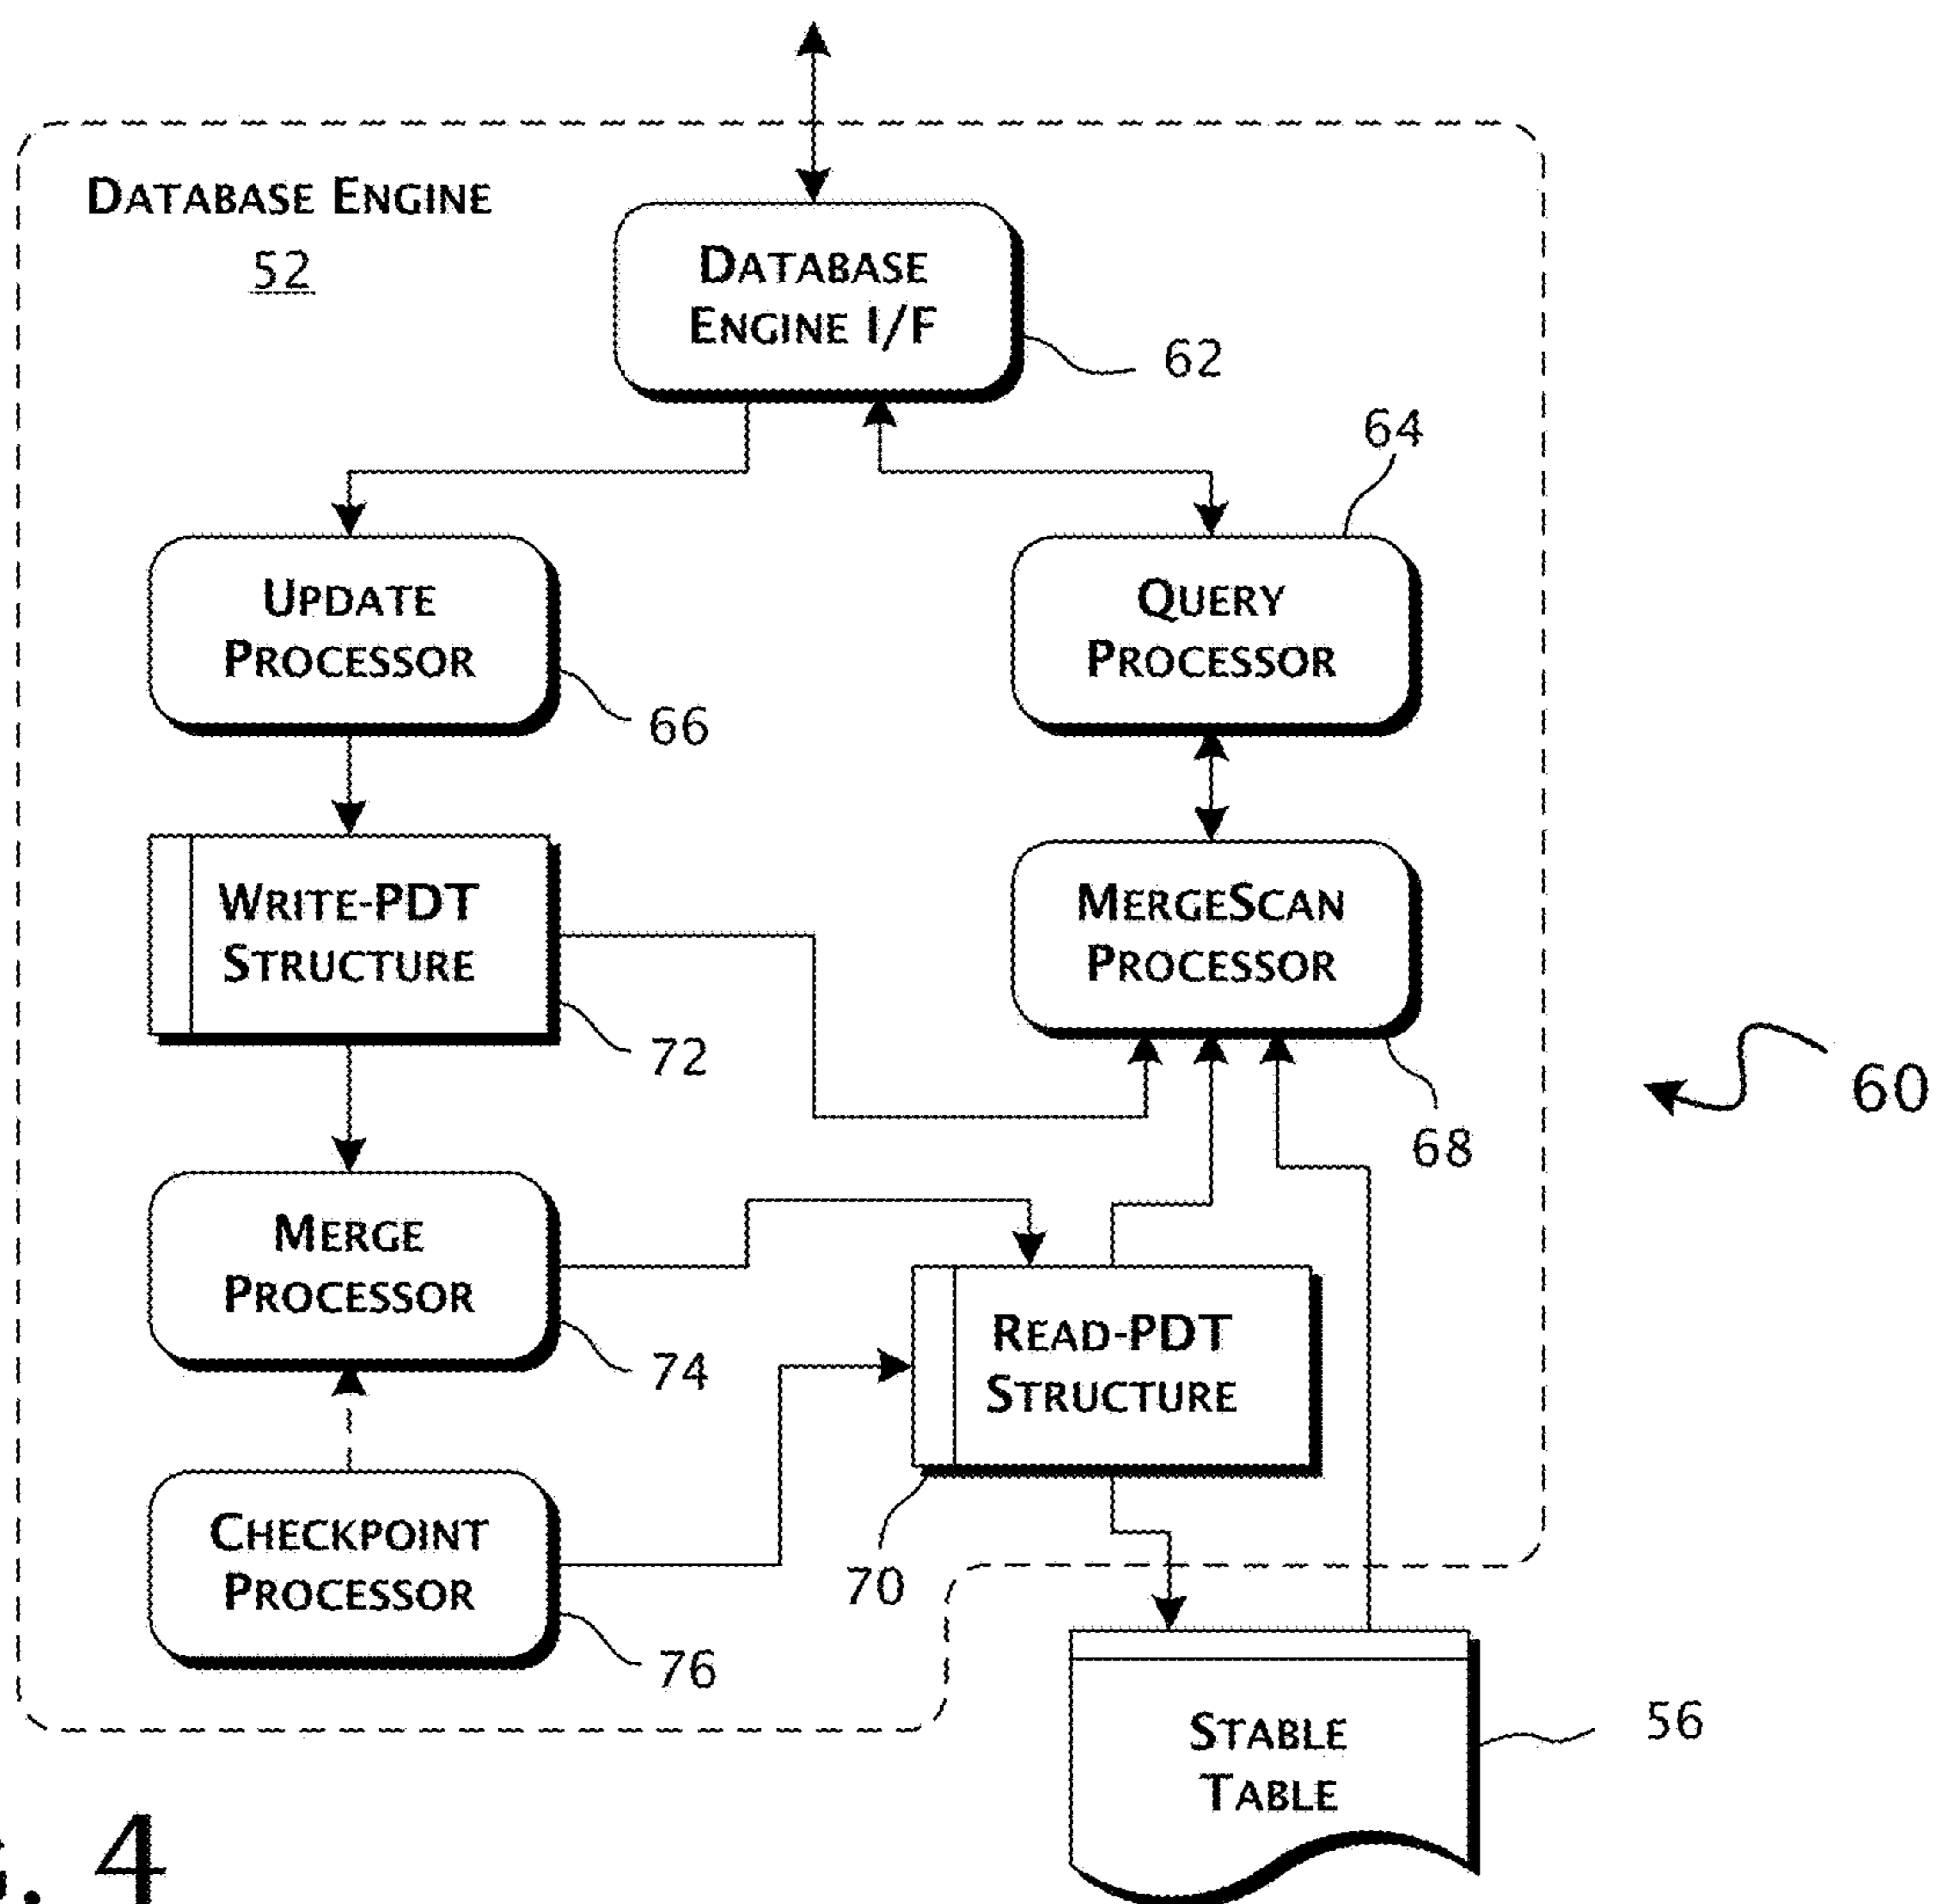 DATABASE ENGINE
52
DATABASE
ENGINE I/F
62
64
UPDATE
PROCESSOR
66
QUERY
PROCESSOR
WRITE-PDT
STRUCTURE
72
MERGESCAN
PROCESSOR
68
60
MERGE
PROCESSOR
74
READ-PDT
STRUCTURE
70
CHECKPOINT
PROCESSOR
76
STABLE
TABLE
56
. 4